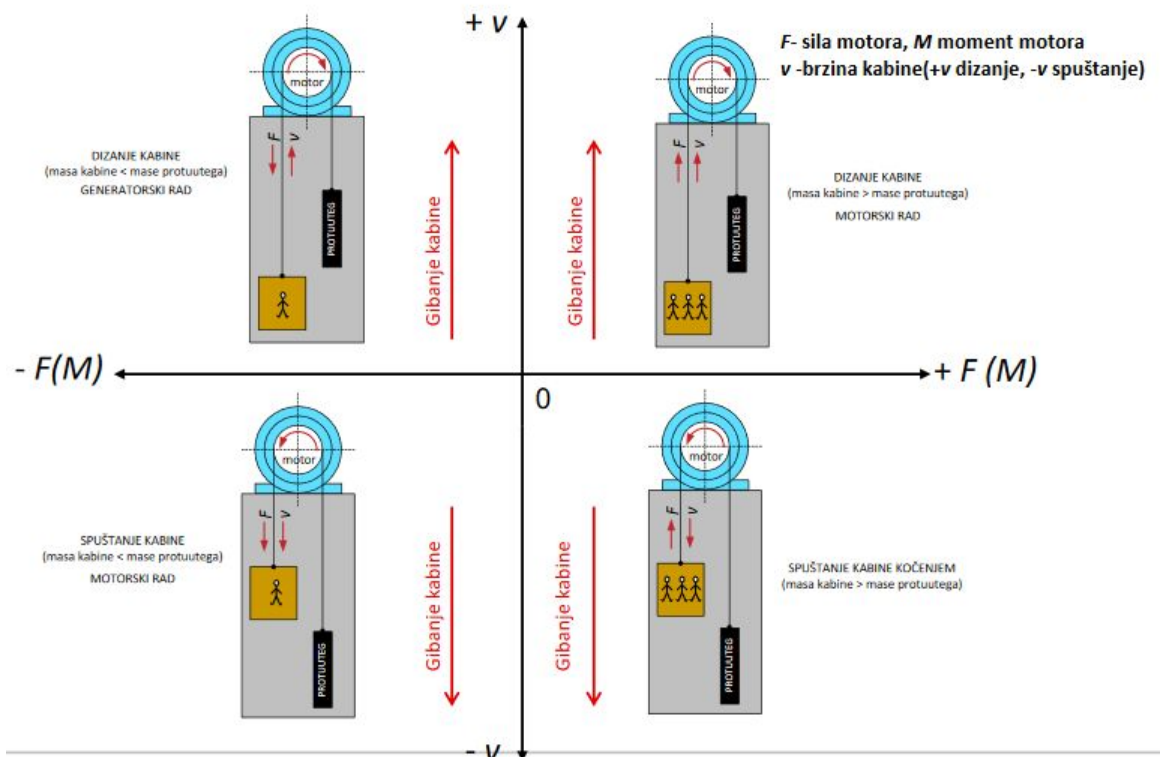 + v
F- sila motora, M moment motora
v -brzina kabine(+v dizanje, -v spuštanje)
motor
F
v
DIZANJE KABINE
(masa kabine < mase protuutega)
GENERATORSKI RAD
PROTUUTEG
Gibanje kabine
Gibanje kabine
motor
F
v
PROTUUTEG
DIZANJE KABINE
(masa kabine > mase protuutega)
MOTORSKI RAD
- F(M)
0
+ F (M)
motor
F
v
SPUŠTANJE KABINE
(masa kabine < mase protuutega)
MOTORSKI RAD
PROTUUTEG
Gibanje kabine
Gibanje kabine
motor
F
v
PROTUUTEG
SPUŠTANJE KABINE KOČENJEM
(masa kabine > mase protuutega)
- v